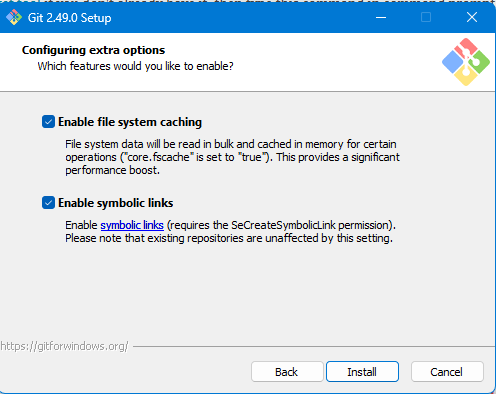 Git 2.49.0 Setup
Configuring extra options
Which features would you like to enable?
Enable file system caching
File system data will be read in bulk and cached in memory for certain
operations ("core.fscache" is set to "true"). This provides a significant
performance boost.
Enable symbolic links
Enable symbolic links (requires the SeCreateSymbolicLink permission).
Please note that existing repositories are unaffected by this setting.
https://gitforwindows.org/
Back
Install
Cancel